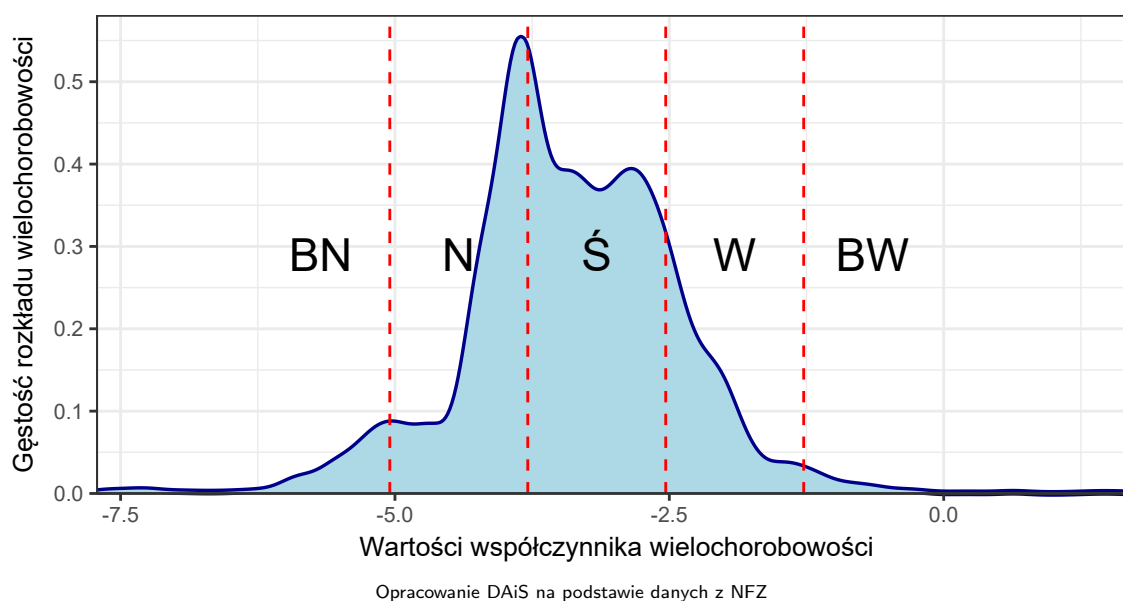 Gęstość rozkładu wielochorobowości
0.5
0.4
0.3
0.2
0.1
0.0
BN N Ś W BW
-7.5 -5.0 -2.5 0.0
Wartości współczynnika wielochorobowości
Opracowanie DAiS na podstawie danych z NFZ